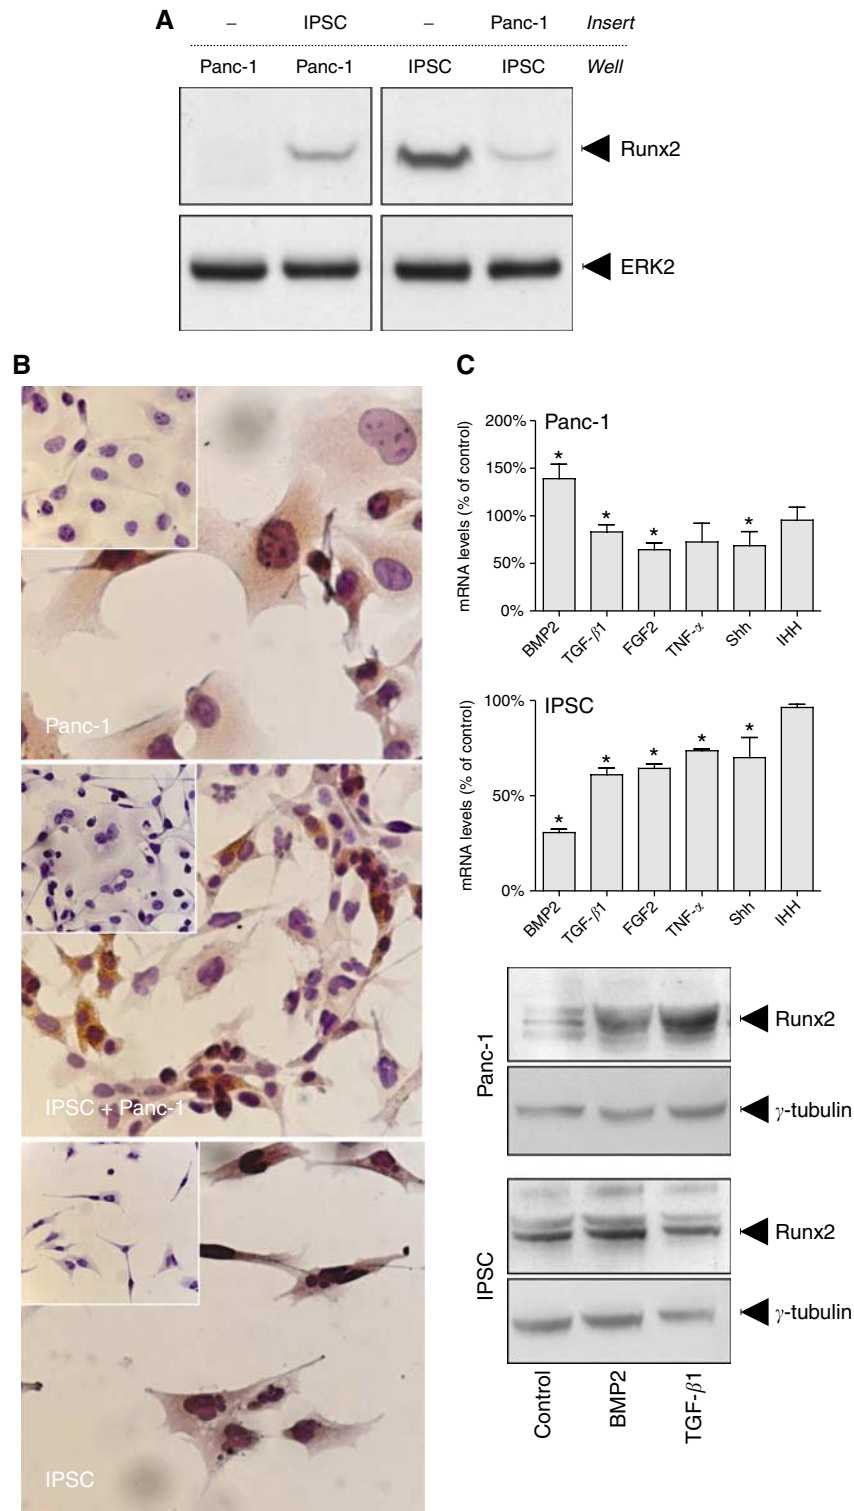 A
– IPSC – Panc-1 Insert
Panc-1 Panc-1 IPSC IPSC Well
Runx2
ERK2
B
Panc-1
IPSC + Panc-1
IPSC
C
Panc-1
mRNA levels (% of control)
200%
150%
100%
50%
0%
BMP2
TGF-β1
FGF2
TNF-α
Shh
IHH
* * * *
IPSC
mRNA levels (% of control)
100%
50%
0%
BMP2
TGF-β1
FGF2
TNF-α
Shh
IHH
* * * * *
Panc-1
Runx2
γ-tubulin
IPSC
Runx2
γ-tubulin
Control
BMP2
TGF-β1